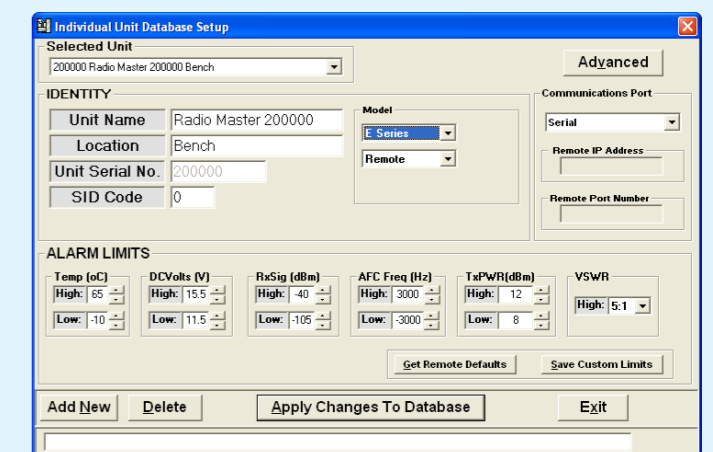 Individual Unit Database Setup
Selected Unit
200000 Radio Master 200000 Bench
Advanced
IDENTITY
Unit Name Radio Master 200000
Location Bench
Unit Serial No. 200000
SID Code 0
Model
E Series
Remote
Communications Port
Serial
Remote IP Address
Remote Port Number
ALARM LIMITS
Temp (oC) DCVolts (V) RxSig (dBm) AFC Freq (Hz) TxPWR(dBm) VSWR
High: 65 High: 15.5 High: -40 High: 3000 High: 12 High: 5:1
Low: -10 Low: 11.5 Low: -105 Low: -3000 Low: 8
Get Remote Defaults Save Custom Limits
Add New Delete Apply Changes To Database Exit